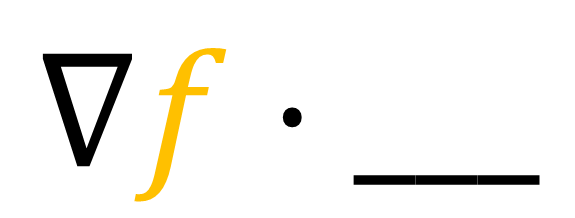 ∇f · ___